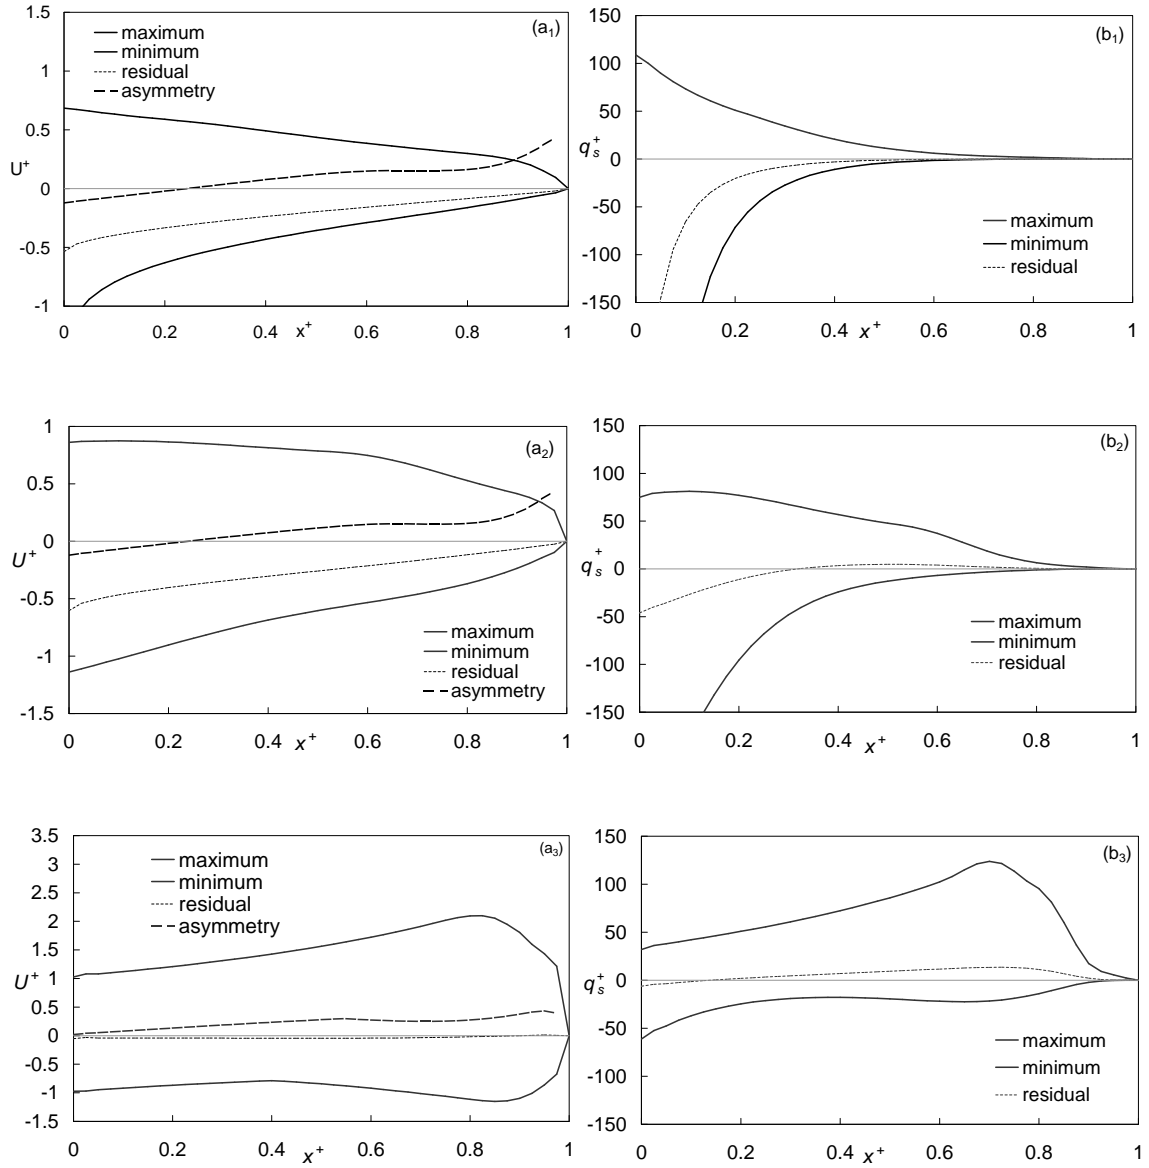 (a1)
1.5
1
0.5
0
-0.5
-1
U+
maximum
minimum
residual
asymmetry
0
0.2
0.4
x+
0.6
0.8
1
(b1)
150
100
50
0
-50
-100
-150
qs+
maximum
minimum
residual
0
0.2
0.4
x+
0.6
0.8
1
(a2)
1
0.5
0
-0.5
-1
-1.5
U+
maximum
minimum
residual
asymmetry
0
0.2
0.4
x+
0.6
0.8
1
(b2)
150
100
50
0
-50
-100
-150
qs+
maximum
minimum
residual
0
0.2
0.4
x+
0.6
0.8
1
(a3)
3.5
3
2.5
2
1.5
1
0.5
0
-0.5
-1
-1.5
U+
maximum
minimum
residual
asymmetry
0
0.2
0.4
x+
0.6
0.8
1
(b3)
150
100
50
0
-50
-100
-150
qs+
maximum
minimum
residual
0
0.2
0.4
x+
0.6
0.8
1